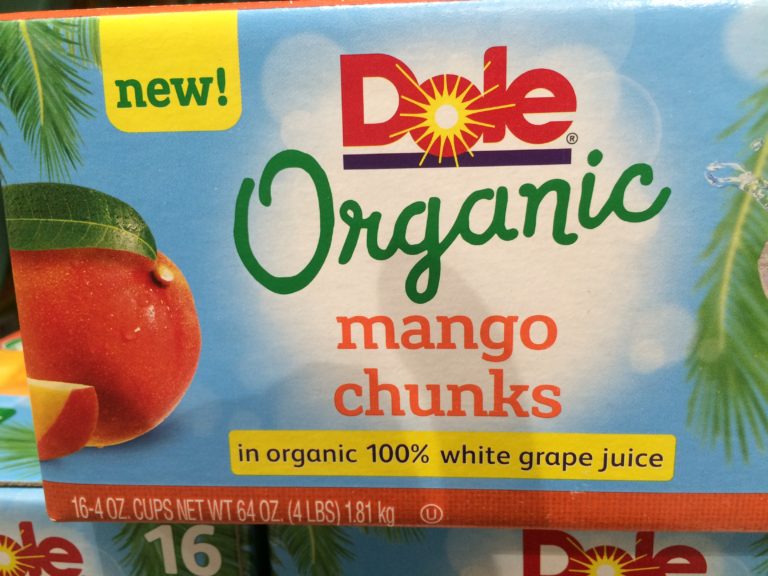 new!
Dole®
Organic
mango
chunks
in organic 100% white grape juice
16-4 OZ. CUPS NET WT 64 OZ. (4 LBS) 1.81 kg Ⓤ
Dole
16
Dole